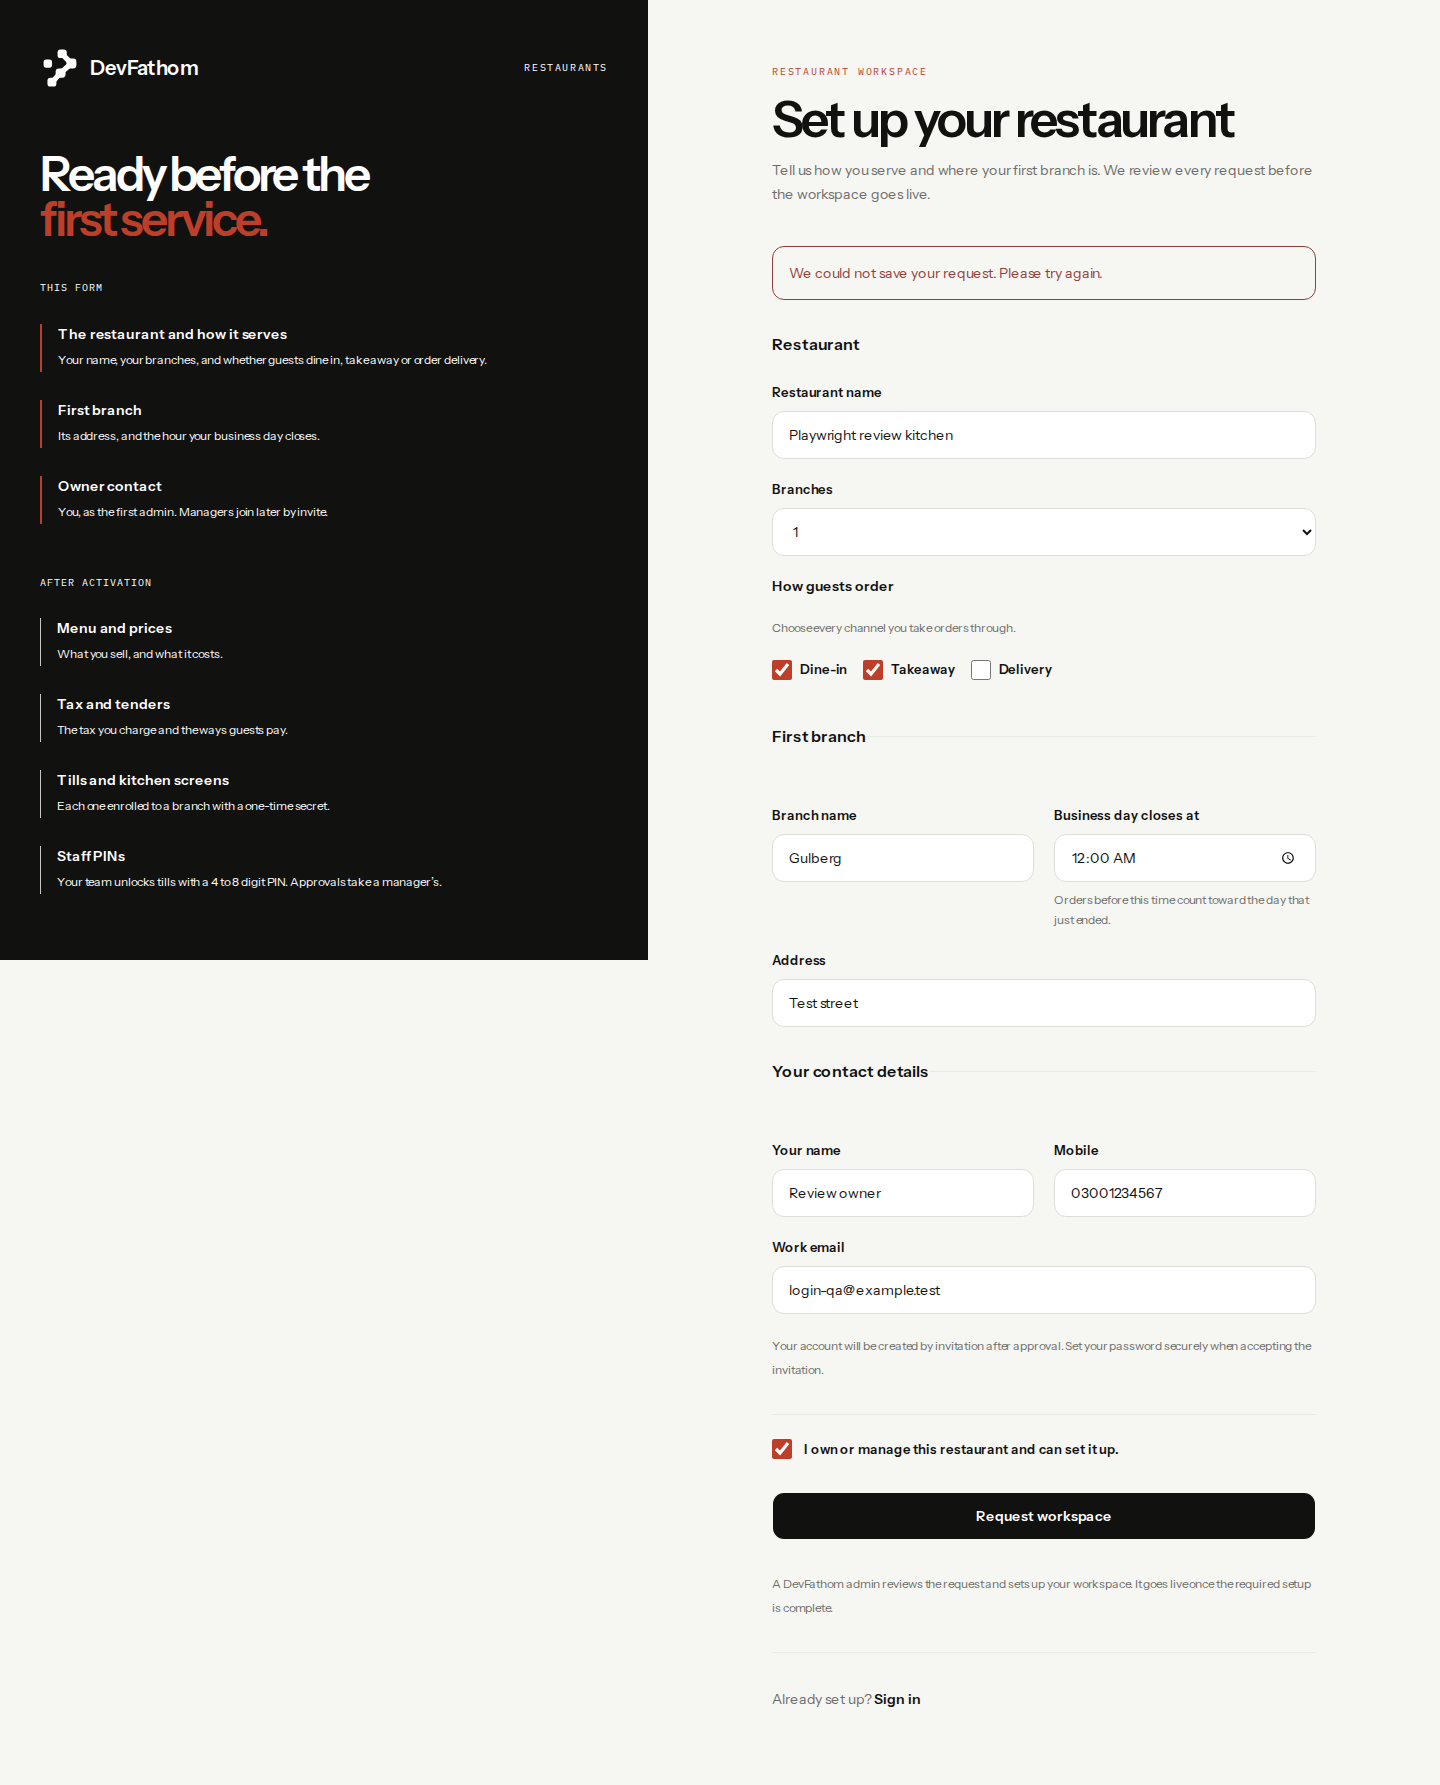 DevFathom
RESTAURANTS
Ready before the
first service.
THIS FORM
The restaurant and how it serves
Your name, your branches, and whether guests dine in, takeaway or order delivery.
First branch
Its address, and the hour your business day closes.
Owner contact
You, as the first admin. Managers join later by invite.
AFTER ACTIVATION
Menu and prices
What you sell, and what it costs.
Tax and tenders
The tax you charge and the ways guests pay.
Tills and kitchen screens
Each one enrolled to a branch with a one-time secret.
Staff PINs
Your team unlocks tills with a 4 to 8 digit PIN. Approvals take a manager's.
RESTAURANT WORKSPACE
Set up your restaurant
Tell us how you serve and where your first branch is. We review every request before
the workspace goes live.
We could not save your request. Please try again.
Restaurant
Restaurant name
Playwright review kitchen
Branches
1
How guests order
Choose every channel you take orders through.
Dine-in
Takeaway
Delivery
First branch
Branch name
Business day closes at
Gulberg
12:00 AM
Orders before this time count toward the day that
just ended.
Address
Test street
Your contact details
Your name
Mobile
Review owner
03001234567
Work email
login-qa@example.test
Your account will be created by invitation after approval. Set your password securely when accepting the
invitation.
I own or manage this restaurant and can set it up.
Request workspace
A DevFathom admin reviews the request and sets up your workspace. It goes live once the required setup
is complete.
Already set up? Sign in